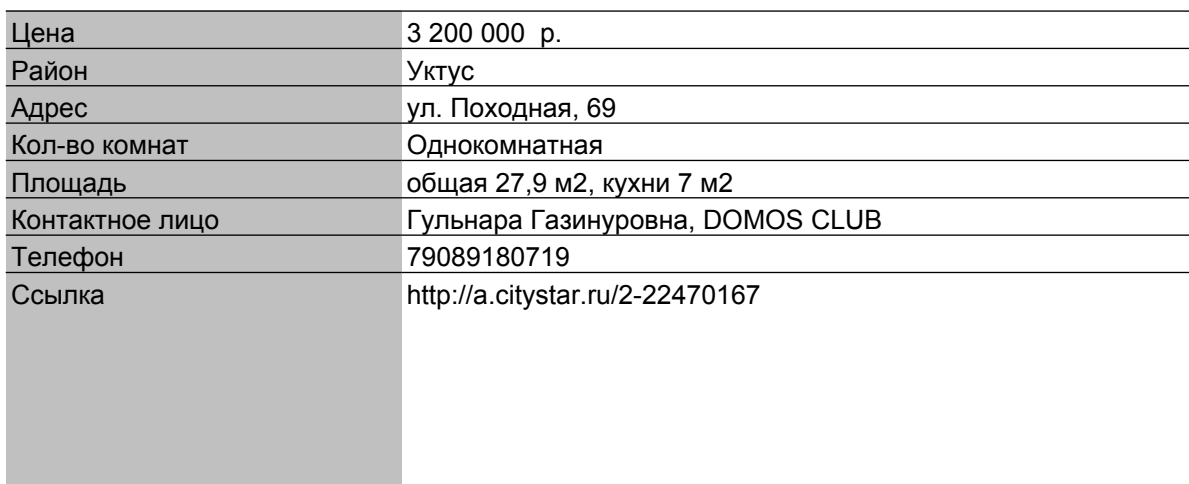 Цена 3 200 000 р.
Район Уктус
Адрес ул. Походная, 69
Кол-во комнат Однокомнатная
Площадь общая 27,9 м2, кухни 7 м2
Контактное лицо Гульнара Газинуровна, DOMOS CLUB
Телефон 79089180719
Ссылка http://a.citystar.ru/2-22470167